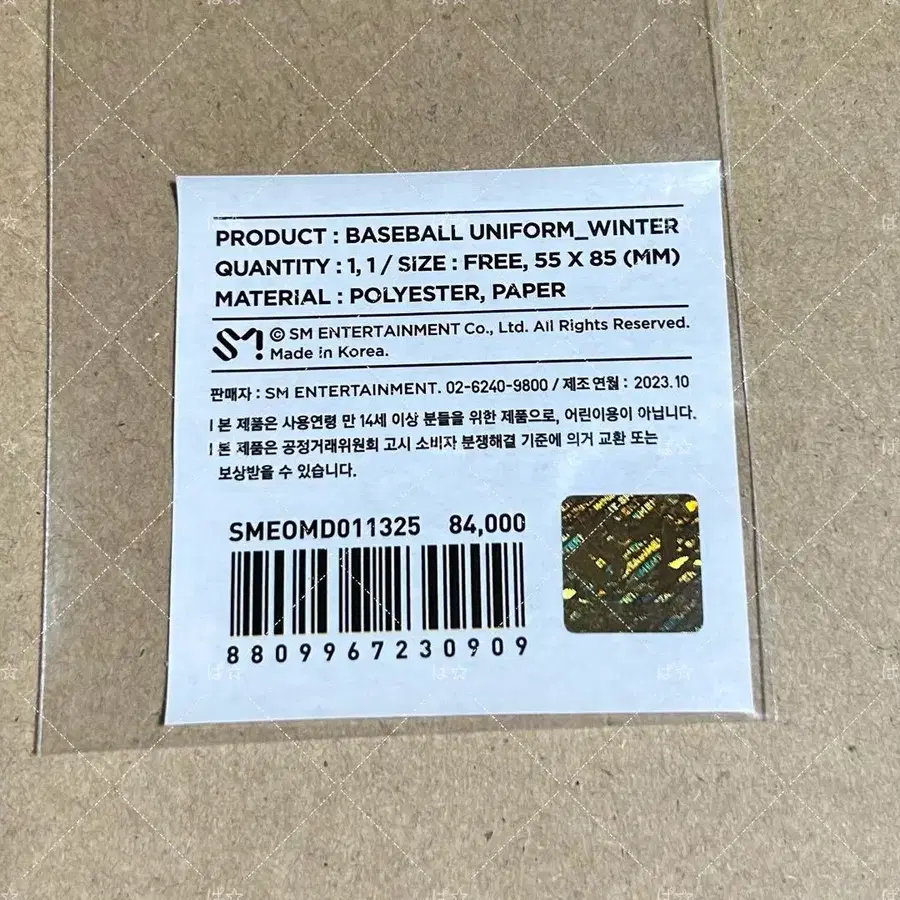 PRODUCT : BASEBALL UNIFORM_WINTER
QUANTITY : 1, 1 / SIZE : FREE, 55 X 85 (MM)
MATERIAL : POLYESTER, PAPER
SM
© SM ENTERTAINMENT Co., Ltd. All Rights Reserved.
Made in Korea.
판매자 : SM ENTERTAINMENT. 02-6240-9800 / 제조 연월 : 2023.10
| 본 제품은 사용연령 만 14세 이상 분들을 위한 제품으로, 어린이용이 아닙니다.
| 본 제품은 공정거래위원회 고시 소비자 분쟁해결 기준에 의거 교환 또는
보상받을 수 있습니다.
SMEOMD011325 84,000
8809967230909